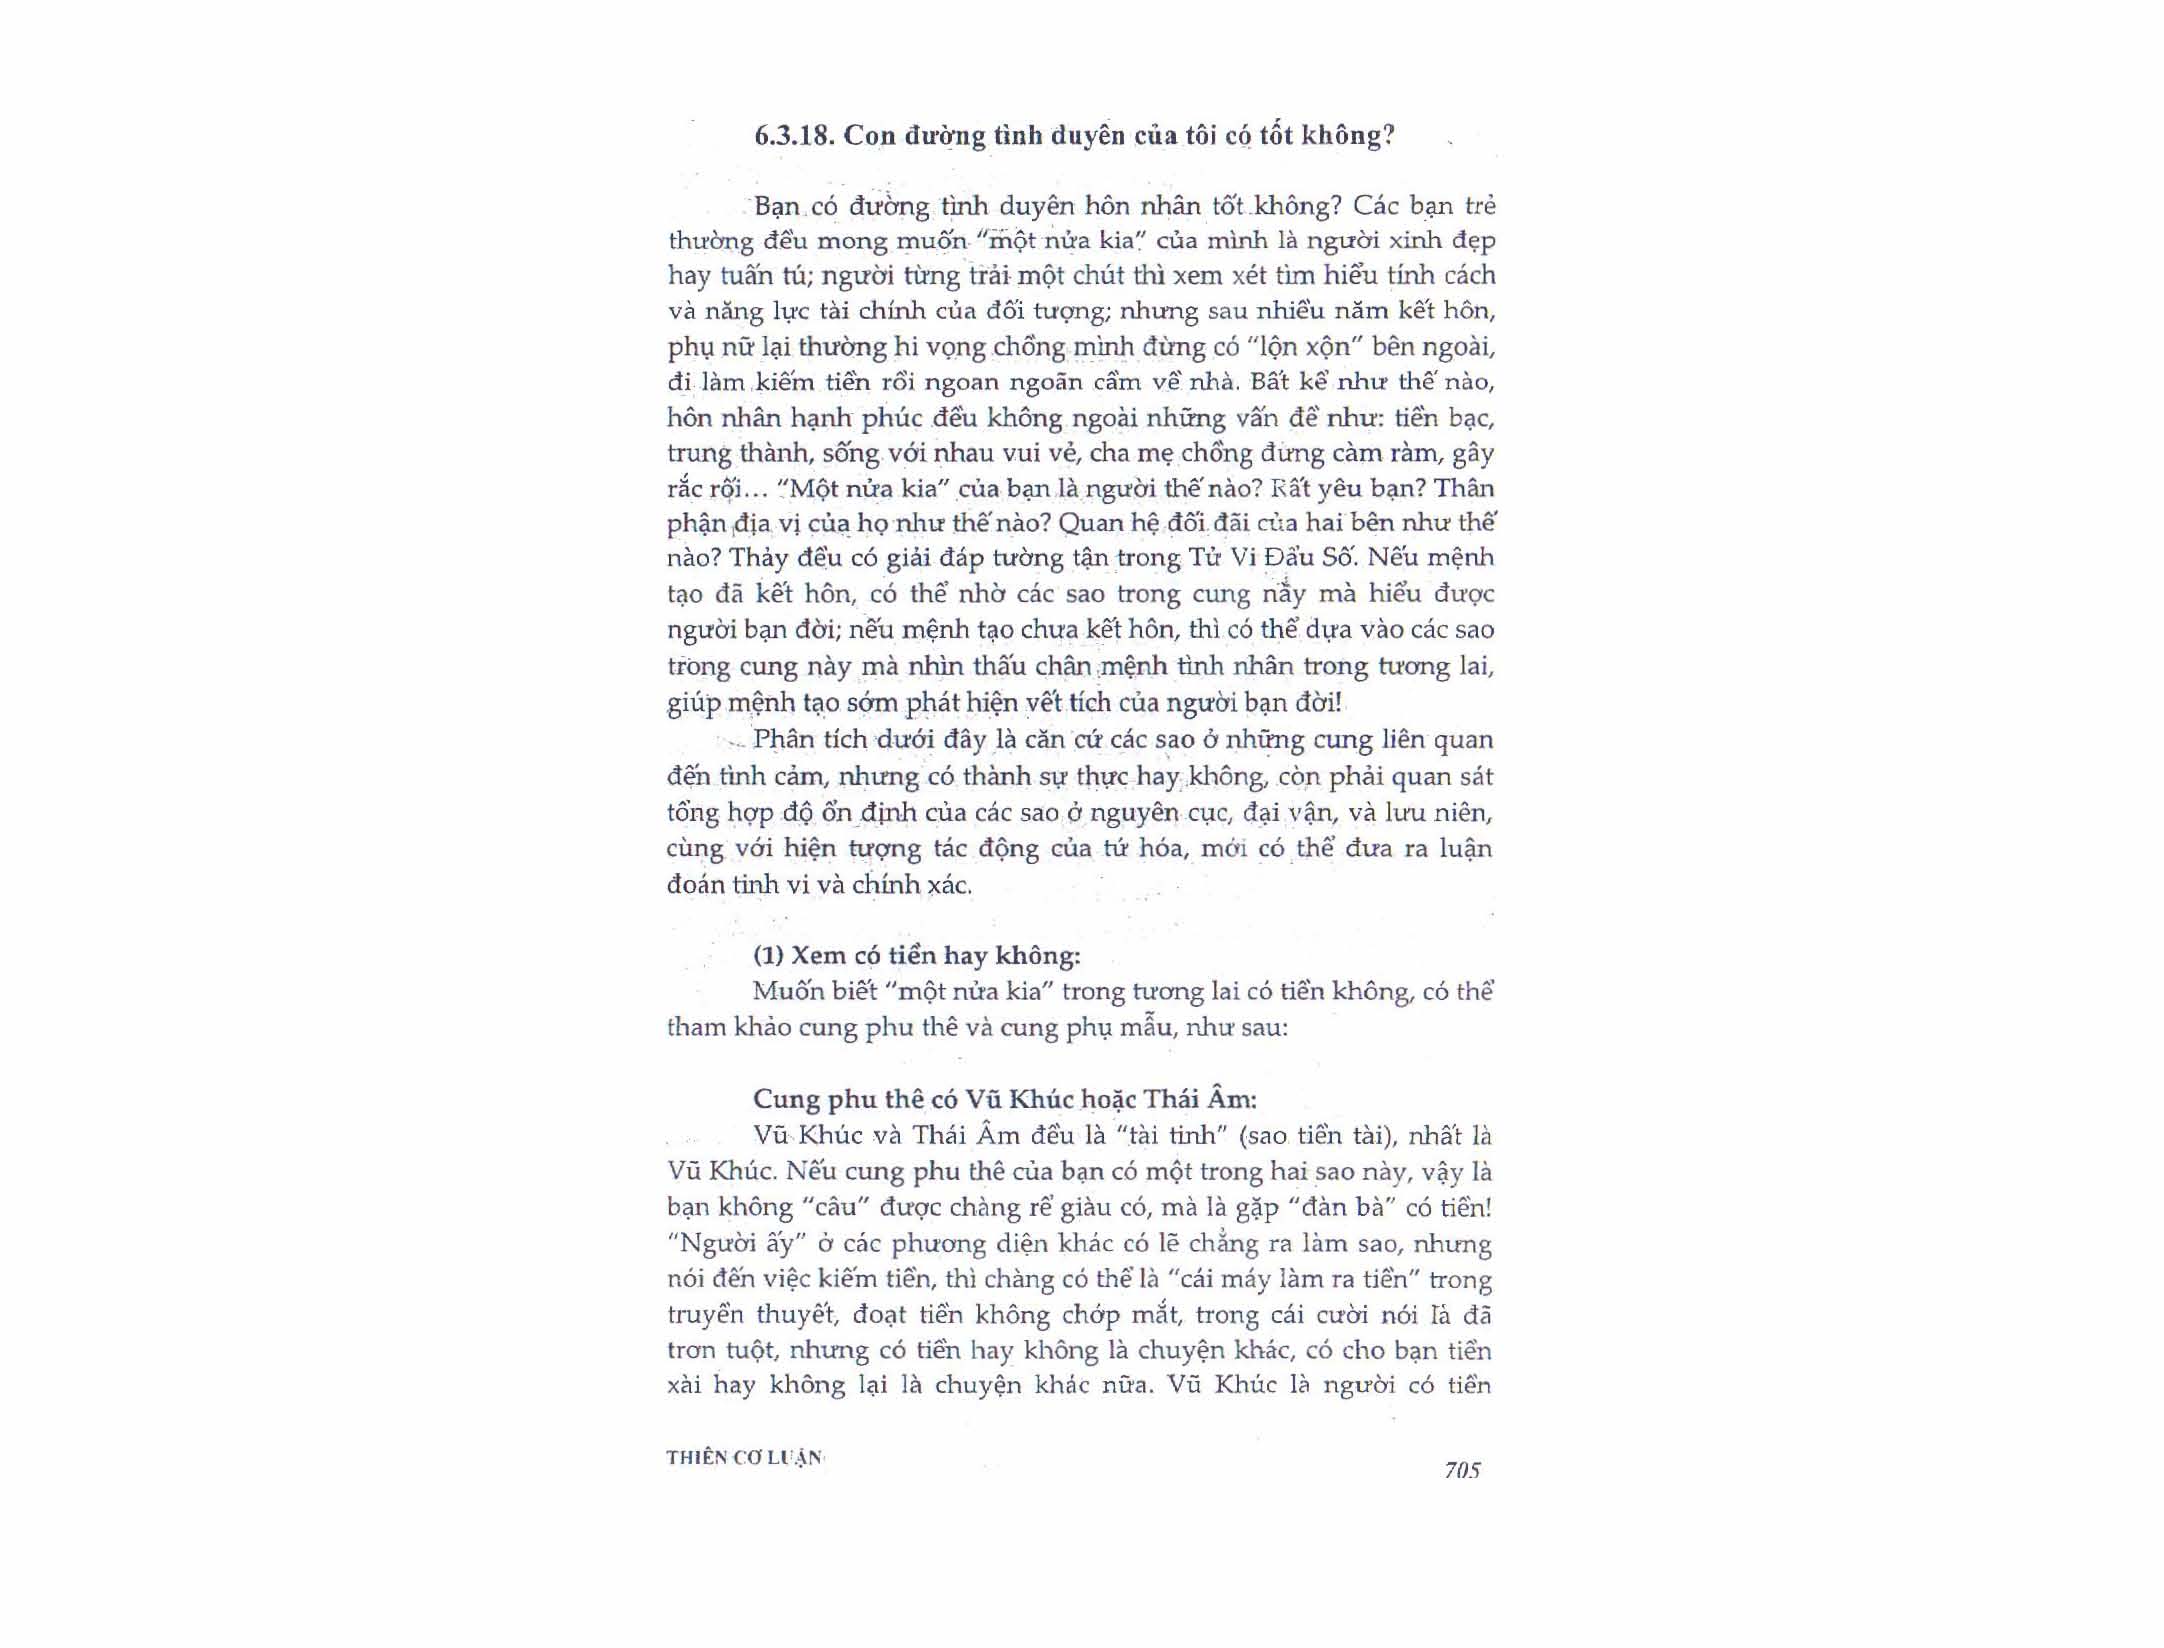 6.3.18. Con đường tình duyên của tôi có tốt không?
Bạn có đường tình duyên hôn nhân tốt không? Các bạn trẻ
thường đều mong muốn "một nửa kia" của mình là người xinh đẹp
hay tuấn tú; người từng trải một chút thì xem xét tìm hiểu tính cách
và năng lực tài chính của đối tượng; nhưng sau nhiều năm kết hôn,
phụ nữ lại thường hi vọng chồng mình đừng có "lộn xộn" bên ngoài,
đi làm kiếm tiền rồi ngoan ngoãn cầm về nhà. Bất kể như thế nào,
hôn nhân hạnh phúc đều không ngoài những vấn đề như: tiền bạc,
trung thành, sống với nhau vui vẻ, cha mẹ chồng đừng càm ràm, gây
rắc rối... "Một nửa kia" của bạn là người thế nào? Rất yêu bạn? Thân
phận địa vị của họ như thế nào? Quan hệ đối đãi của hai bên như thế
nào? Thảy đều có giải đáp tường tận trong Tử Vi Đẩu Số. Nếu mệnh
tạo đã kết hôn, có thể nhờ các sao trong cung nầy mà hiểu được
người bạn đời; nếu mệnh tạo chưa kết hôn, thì có thể dựa vào các sao
trong cung này mà nhìn thấu chân mệnh tình nhân trong tương lai,
giúp mệnh tạo sớm phát hiện vết tích của người bạn đời!
Phân tích dưới đây là căn cứ các sao ở những cung liên quan
đến tình cảm, nhưng có thành sự thực hay không, còn phải quan sát
tổng hợp độ ổn định của các sao ở nguyên cục, đại vận, và lưu niên,
cùng với hiện tượng tác động của tứ hóa, mới có thể đưa ra luận
đoán tinh vi và chính xác.
(1) Xem có tiền hay không:
Muốn biết "một nửa kia" trong tương lai có tiền không, có thể
tham khảo cung phu thê và cung phụ mẫu, như sau:
Cung phu thê có Vũ Khúc hoặc Thái Âm:
Vũ Khúc và Thái Âm đều là "tài tinh" (sao tiền tài), nhất là
Vũ Khúc. Nếu cung phu thê của bạn có một trong hai sao này, vậy là
bạn không "câu" được chàng rể giàu có, mà là gặp "đàn bà" có tiền!
"Người ấy" ở các phương diện khác có lẽ chẳng ra làm sao, nhưng
nói đến việc kiếm tiền, thì chàng có thể là "cái máy làm ra tiền" trong
truyền thuyết, đoạt tiền không chớp mắt, trong cái cười nói là đã
trơn tuột, nhưng có tiền hay không là chuyện khác, có cho bạn tiền
xài hay không lại là chuyện khác nữa. Vũ Khúc là người có tiền
THIÊN CƠ LUẬN
705